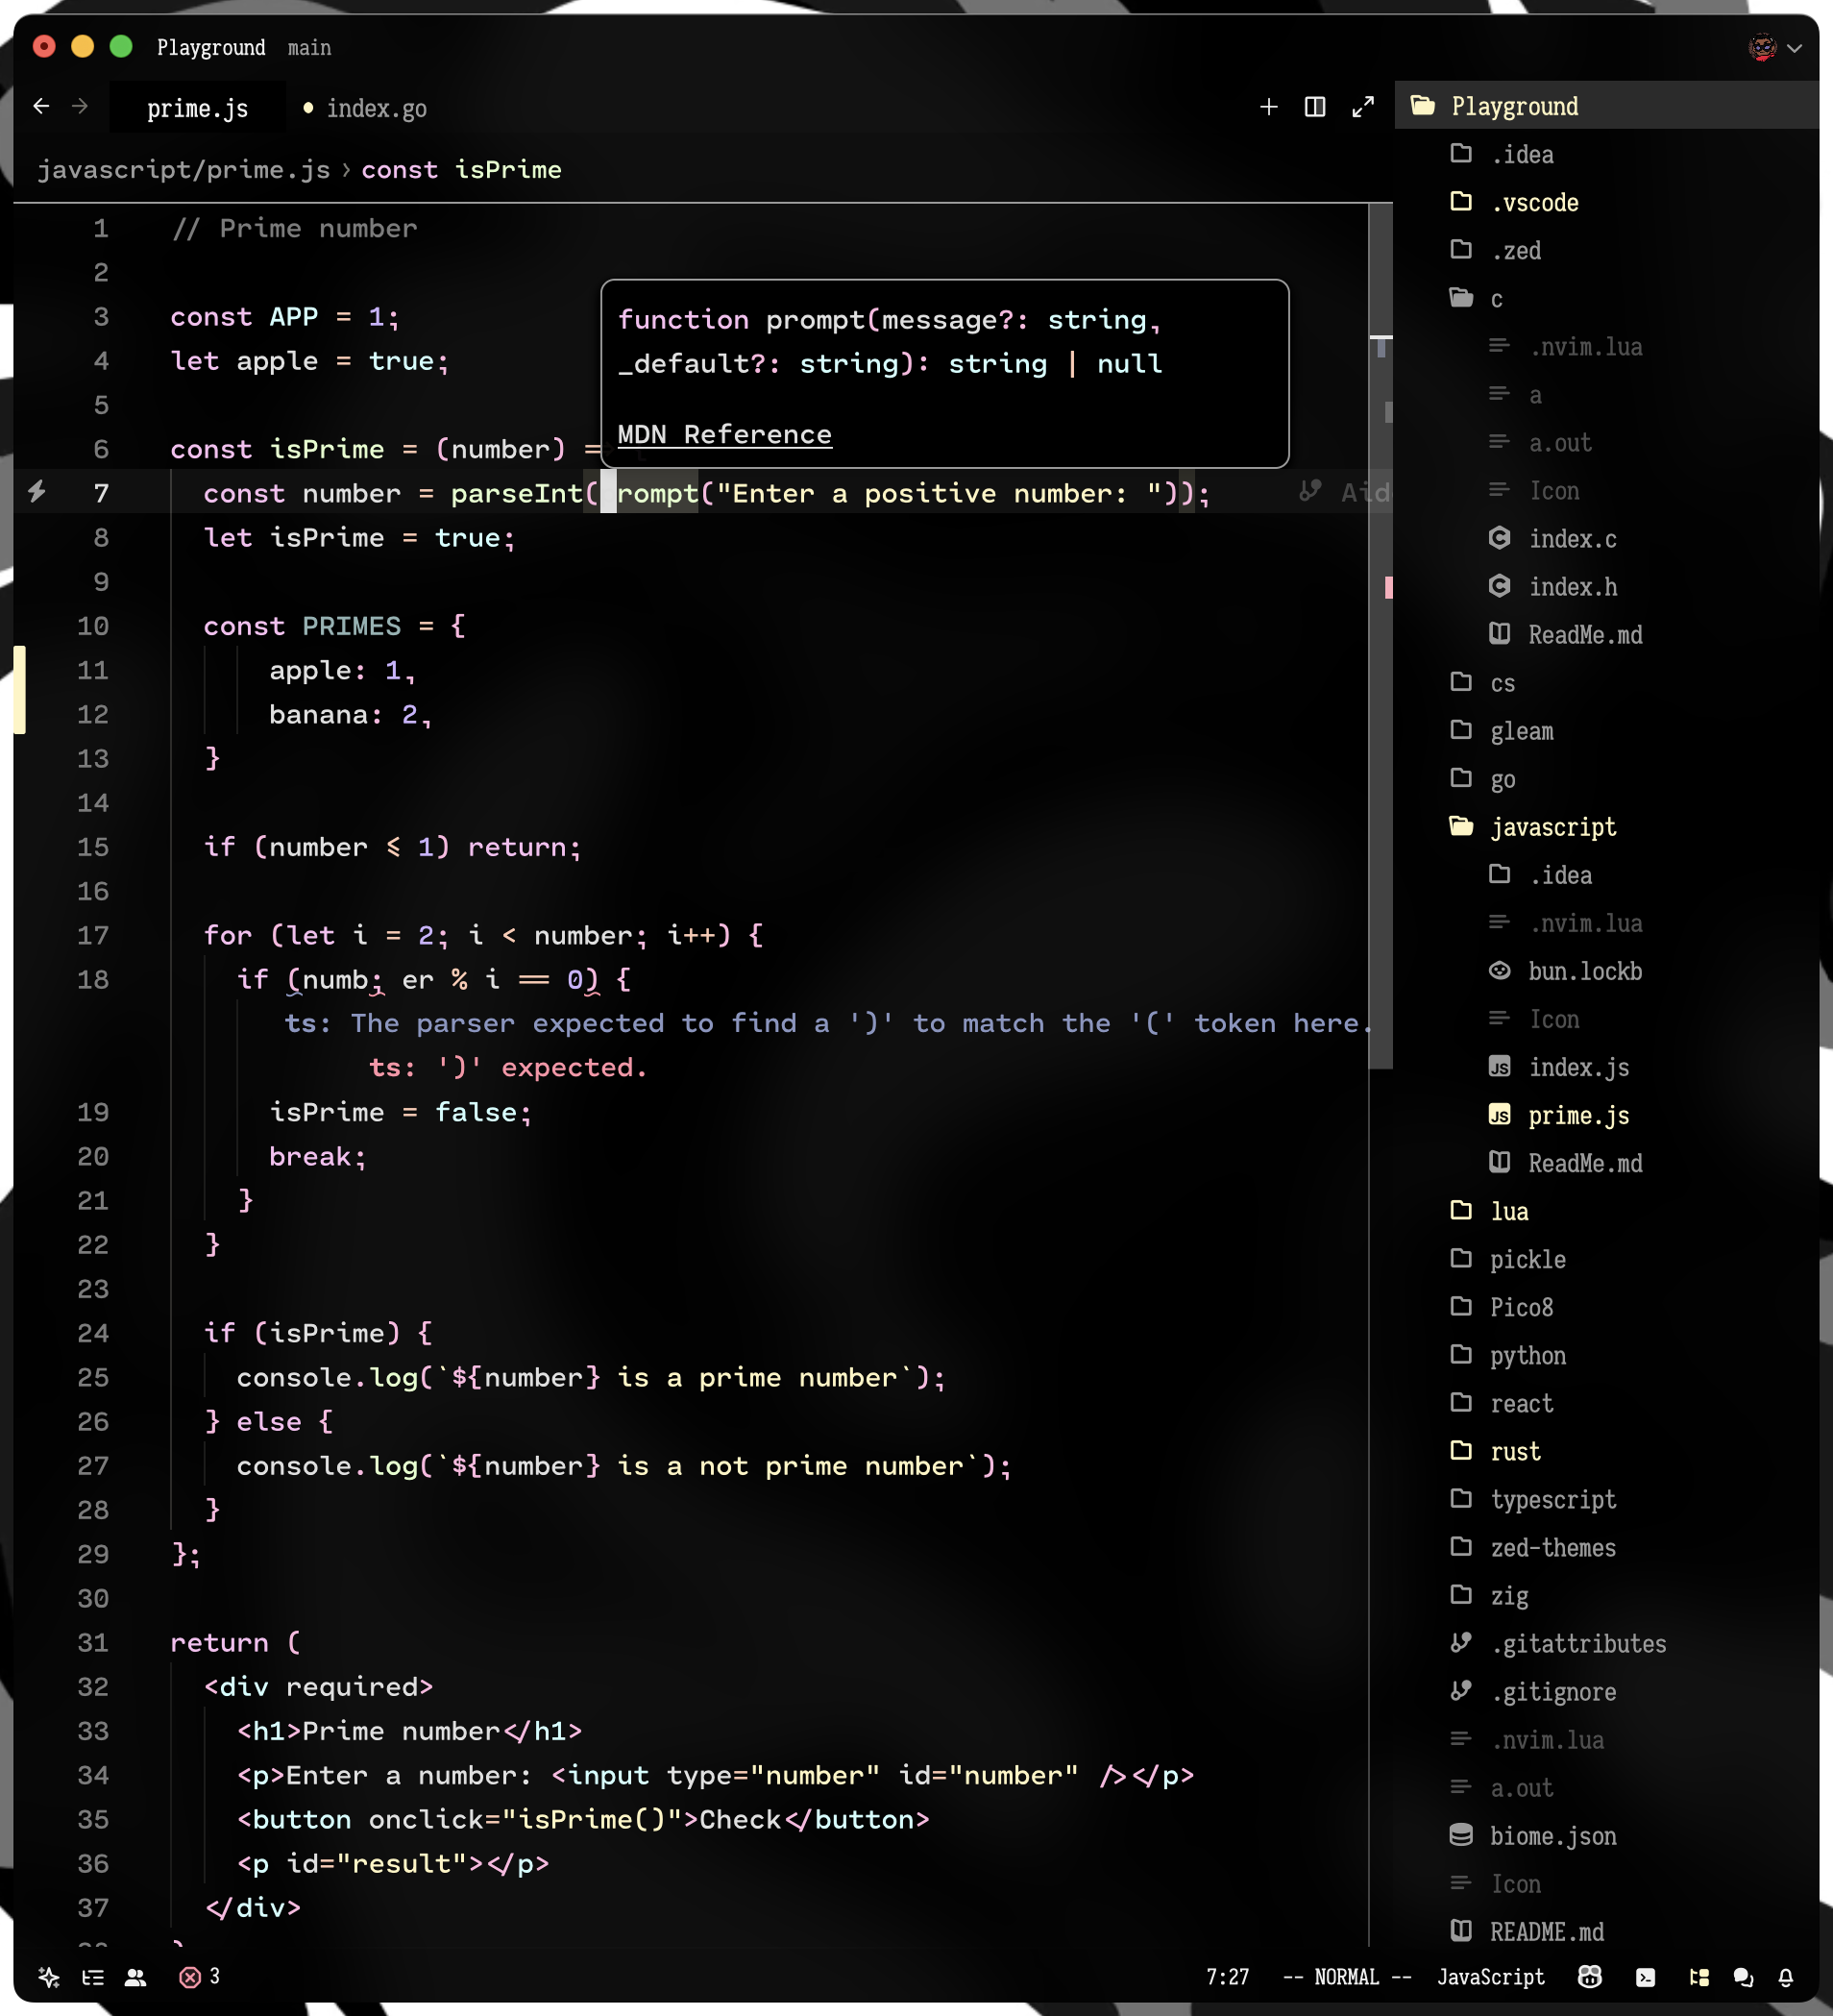 Playground main
prime.js
index.go
javascript/prime.js › const isPrime
1 // Prime number
2
3 const APP = 1;
4 let apple = true;
5
6 const isPrime = (number) =>
function prompt(message?: string,
_default?: string): string | null
MDN Reference
7 const number = parseInt(rompt("Enter a positive number: ")); Aid
8 let isPrime = true;
9
10 const PRIMES = {
11 apple: 1,
12 banana: 2,
13 }
14
15 if (number <= 1) return;
16
17 for (let i = 2; i < number; i++) {
18 if (numb; er % i == 0) {
ts: The parser expected to find a ')' to match the '(' token here.
ts: ')' expected.
19 isPrime = false;
20 break;
21 }
22 }
23
24 if (isPrime) {
25 console.log(`${number} is a prime number`);
26 } else {
27 console.log(`${number} is a not prime number`);
28 }
29 };
30
31 return (
32 <div required>
33 <h1>Prime number</h1>
34 <p>Enter a number: <input type="number" id="number" /></p>
35 <button onclick="isPrime()">Check</button>
36 <p id="result"></p>
37 </div>
Playground
.idea
.vscode
.zed
c
.nvim.lua
a
a.out
Icon
index.c
index.h
ReadMe.md
cs
gleam
go
javascript
.idea
.nvim.lua
bun.lockb
Icon
JS index.js
JS prime.js
ReadMe.md
lua
pickle
Pico8
python
react
rust
typescript
zed-themes
zig
.gitattributes
.gitignore
.nvim.lua
a.out
biome.json
Icon
README.md
3
7:27 -- NORMAL -- JavaScript